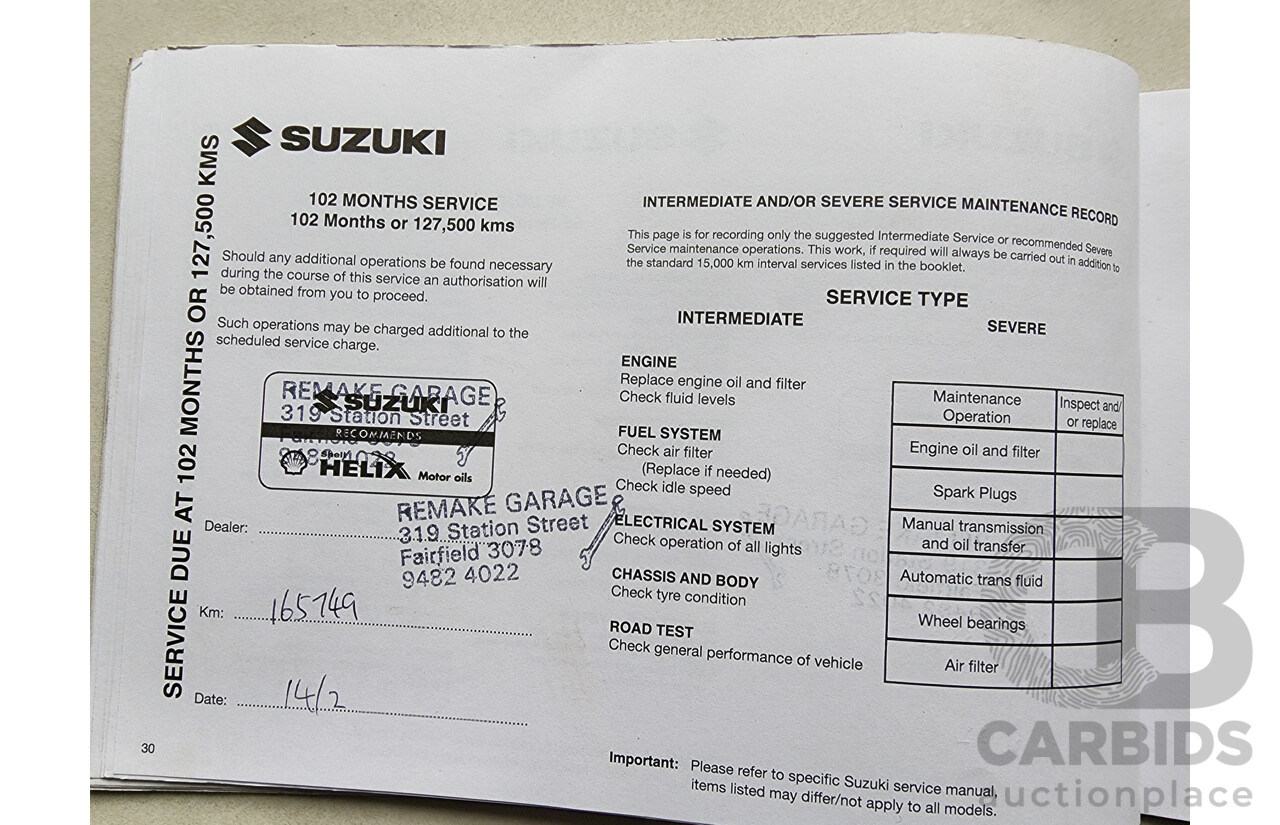 SERVICE DUE AT 102 MONTHS OR 127,500 KMS
SUZUKI
102 MONTHS SERVICE
102 Months or 127,500 kms
Should any additional operations be found necessary
during the course of this service an authorisation will
be obtained from you to proceed.
Such operations may be charged additional to the
scheduled service charge.
REMAKE GARAGE
SUZUKI
319 Station Street
RECOMMENDS
Fairfield 3078
9482 4022
Shell
HELIX Motor oils
REMAKE GARAGE
319 Station Street
Fairfield 3078
9482 4022
Dealer:
Km: 165749
Date: 14/2
30
INTERMEDIATE AND/OR SEVERE SERVICE MAINTENANCE RECORD
This page is for recording only the suggested Intermediate Service or recommended Severe
Service maintenance operations. This work, if required will always be carried out in addition to
the standard 15,000 km interval services listed in the booklet.
SERVICE TYPE
INTERMEDIATE
SEVERE
ENGINE
Replace engine oil and filter
Check fluid levels
FUEL SYSTEM
Check air filter
(Replace if needed)
Check idle speed
ELECTRICAL SYSTEM
Check operation of all lights
CHASSIS AND BODY
Check tyre condition
ROAD TEST
Check general performance of vehicle
Maintenance
Operation
Inspect and/
or replace
Engine oil and filter
Spark Plugs
Manual transmission
and oil transfer
Automatic trans fluid
Wheel bearings
Air filter
Important: Please refer to specific Suzuki service manual,
items listed may differ/not apply to all models.
CARBIDS
auctionplace